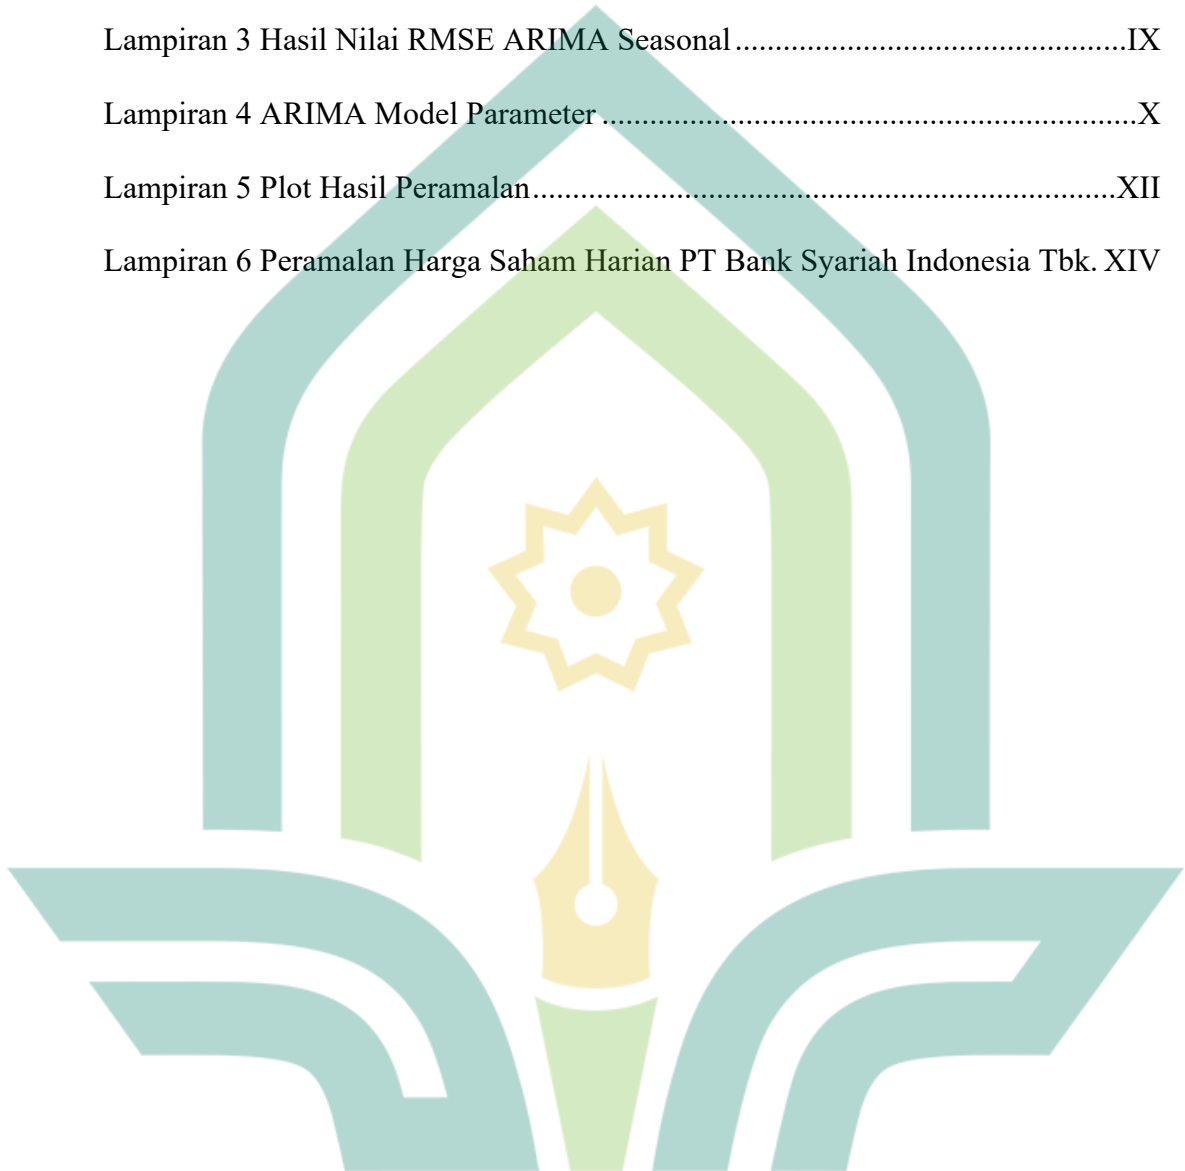 Lampiran 3 Hasil Nilai RMSE ARIMA Seasonal.................................................IX
Lampiran 4 ARIMA Model Parameter...................................................................X
Lampiran 5 Plot Hasil Peramalan.........................................................................XII
Lampiran 6 Peramalan Harga Saham Harian PT Bank Syariah Indonesia Tbk. XIV